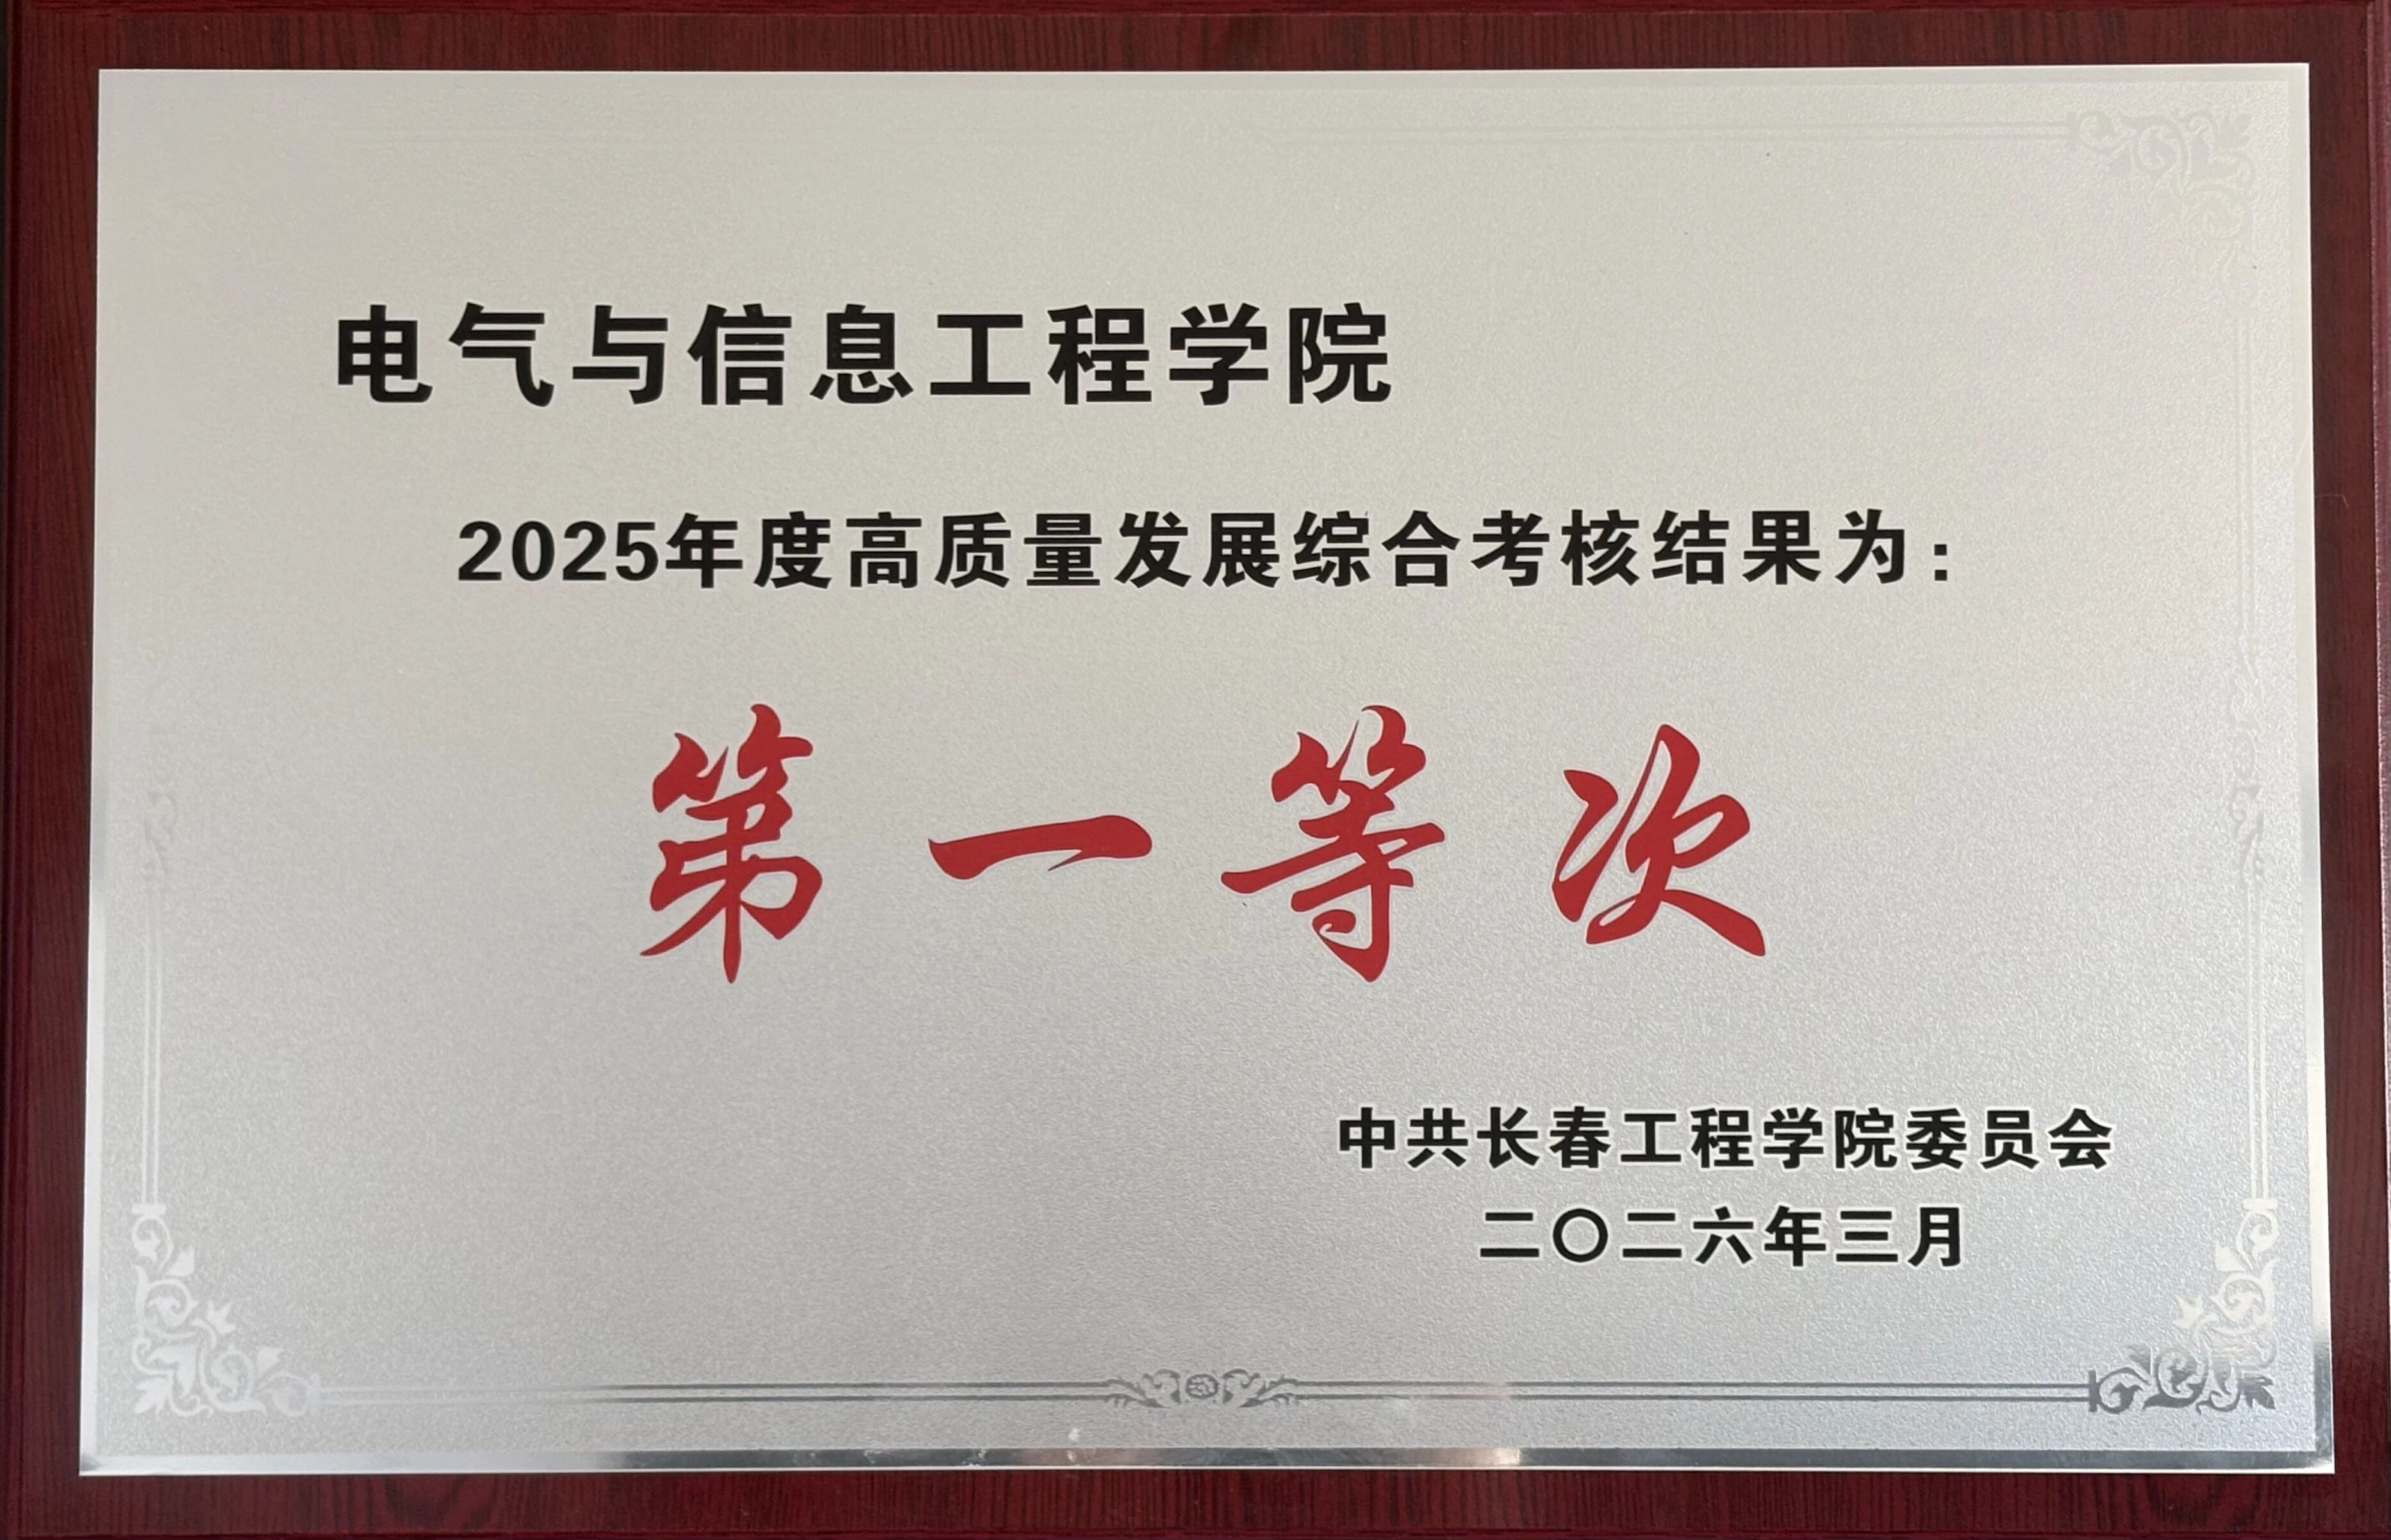 电气与信息工程学院
2025年度高质量发展综合考核结果为:
第一等次
中共长春工程学院委员会
二〇二六年三月